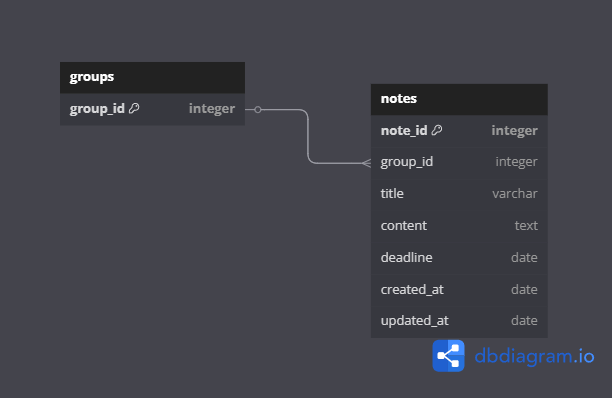 groups
group_id integer
notes
note_id integer
group_id integer
title varchar
content text
deadline date
created_at date
updated_at date
dbdiagram.io